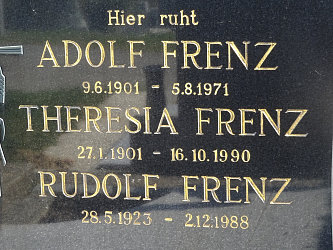 Hier ruht
ADOLF FRENZ
9.6.1901 - 5.8.1971
THERESIA FRENZ
27.1.1901 - 16.10.1990
RUDOLF FRENZ
28.5.1923 - 2.12.1988